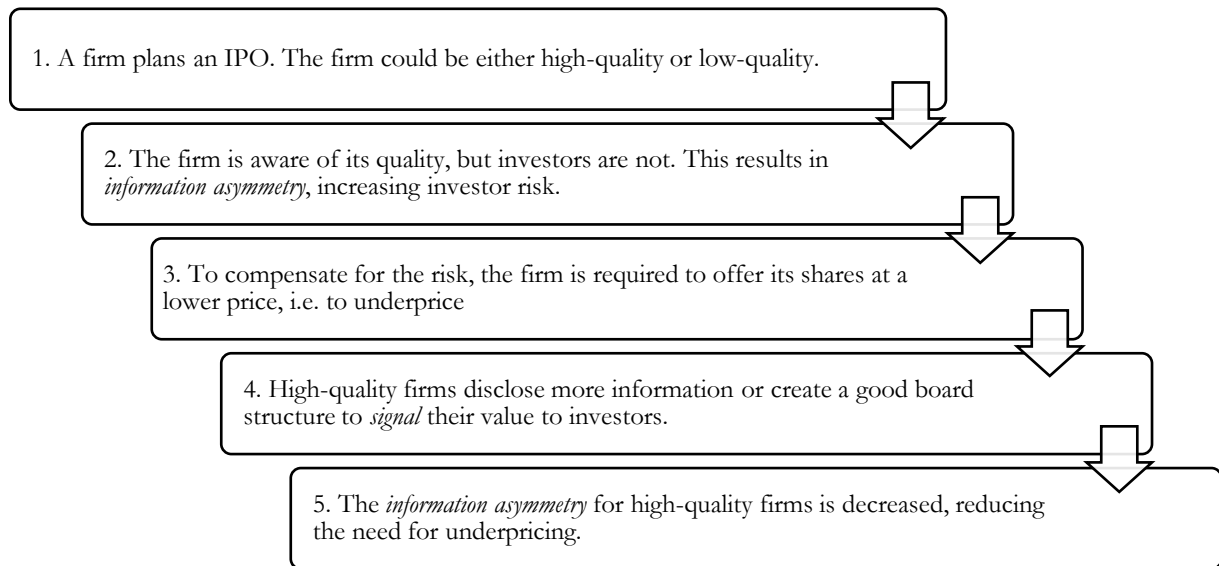 1. A firm plans an IPO. The firm could be either high-quality or low-quality.
2. The firm is aware of its quality, but investors are not. This results in
information asymmetry, increasing investor risk.
3. To compensate for the risk, the firm is required to offer its shares at a
lower price, i.e. to underprice
4. High-quality firms disclose more information or create a good board
structure to signal their value to investors.
5. The information asymmetry for high-quality firms is decreased, reducing
the need for underpricing.